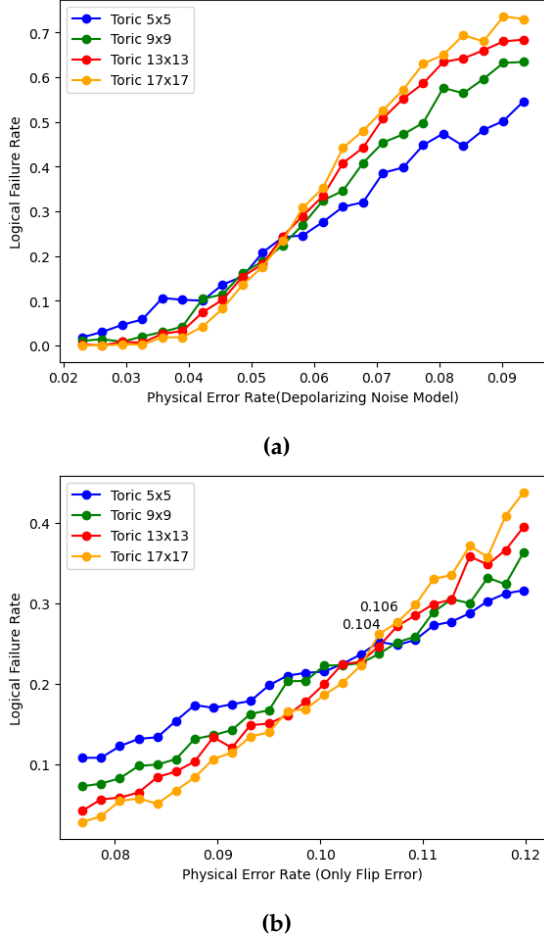 Toric 5x5
Toric 9x9
Toric 13x13
Toric 17x17
Logical Failure Rate
0.7
0.6
0.5
0.4
0.3
0.2
0.1
0.0
0.02 0.03 0.04 0.05 0.06 0.07 0.08 0.09
Physical Error Rate(Depolarizing Noise Model)
(a)
Toric 5x5
Toric 9x9
Toric 13x13
Toric 17x17
Logical Failure Rate
0.4
0.3
0.2
0.1
0.106
0.104
0.08 0.09 0.10 0.11 0.12
Physical Error Rate (Only Flip Error)
(b)